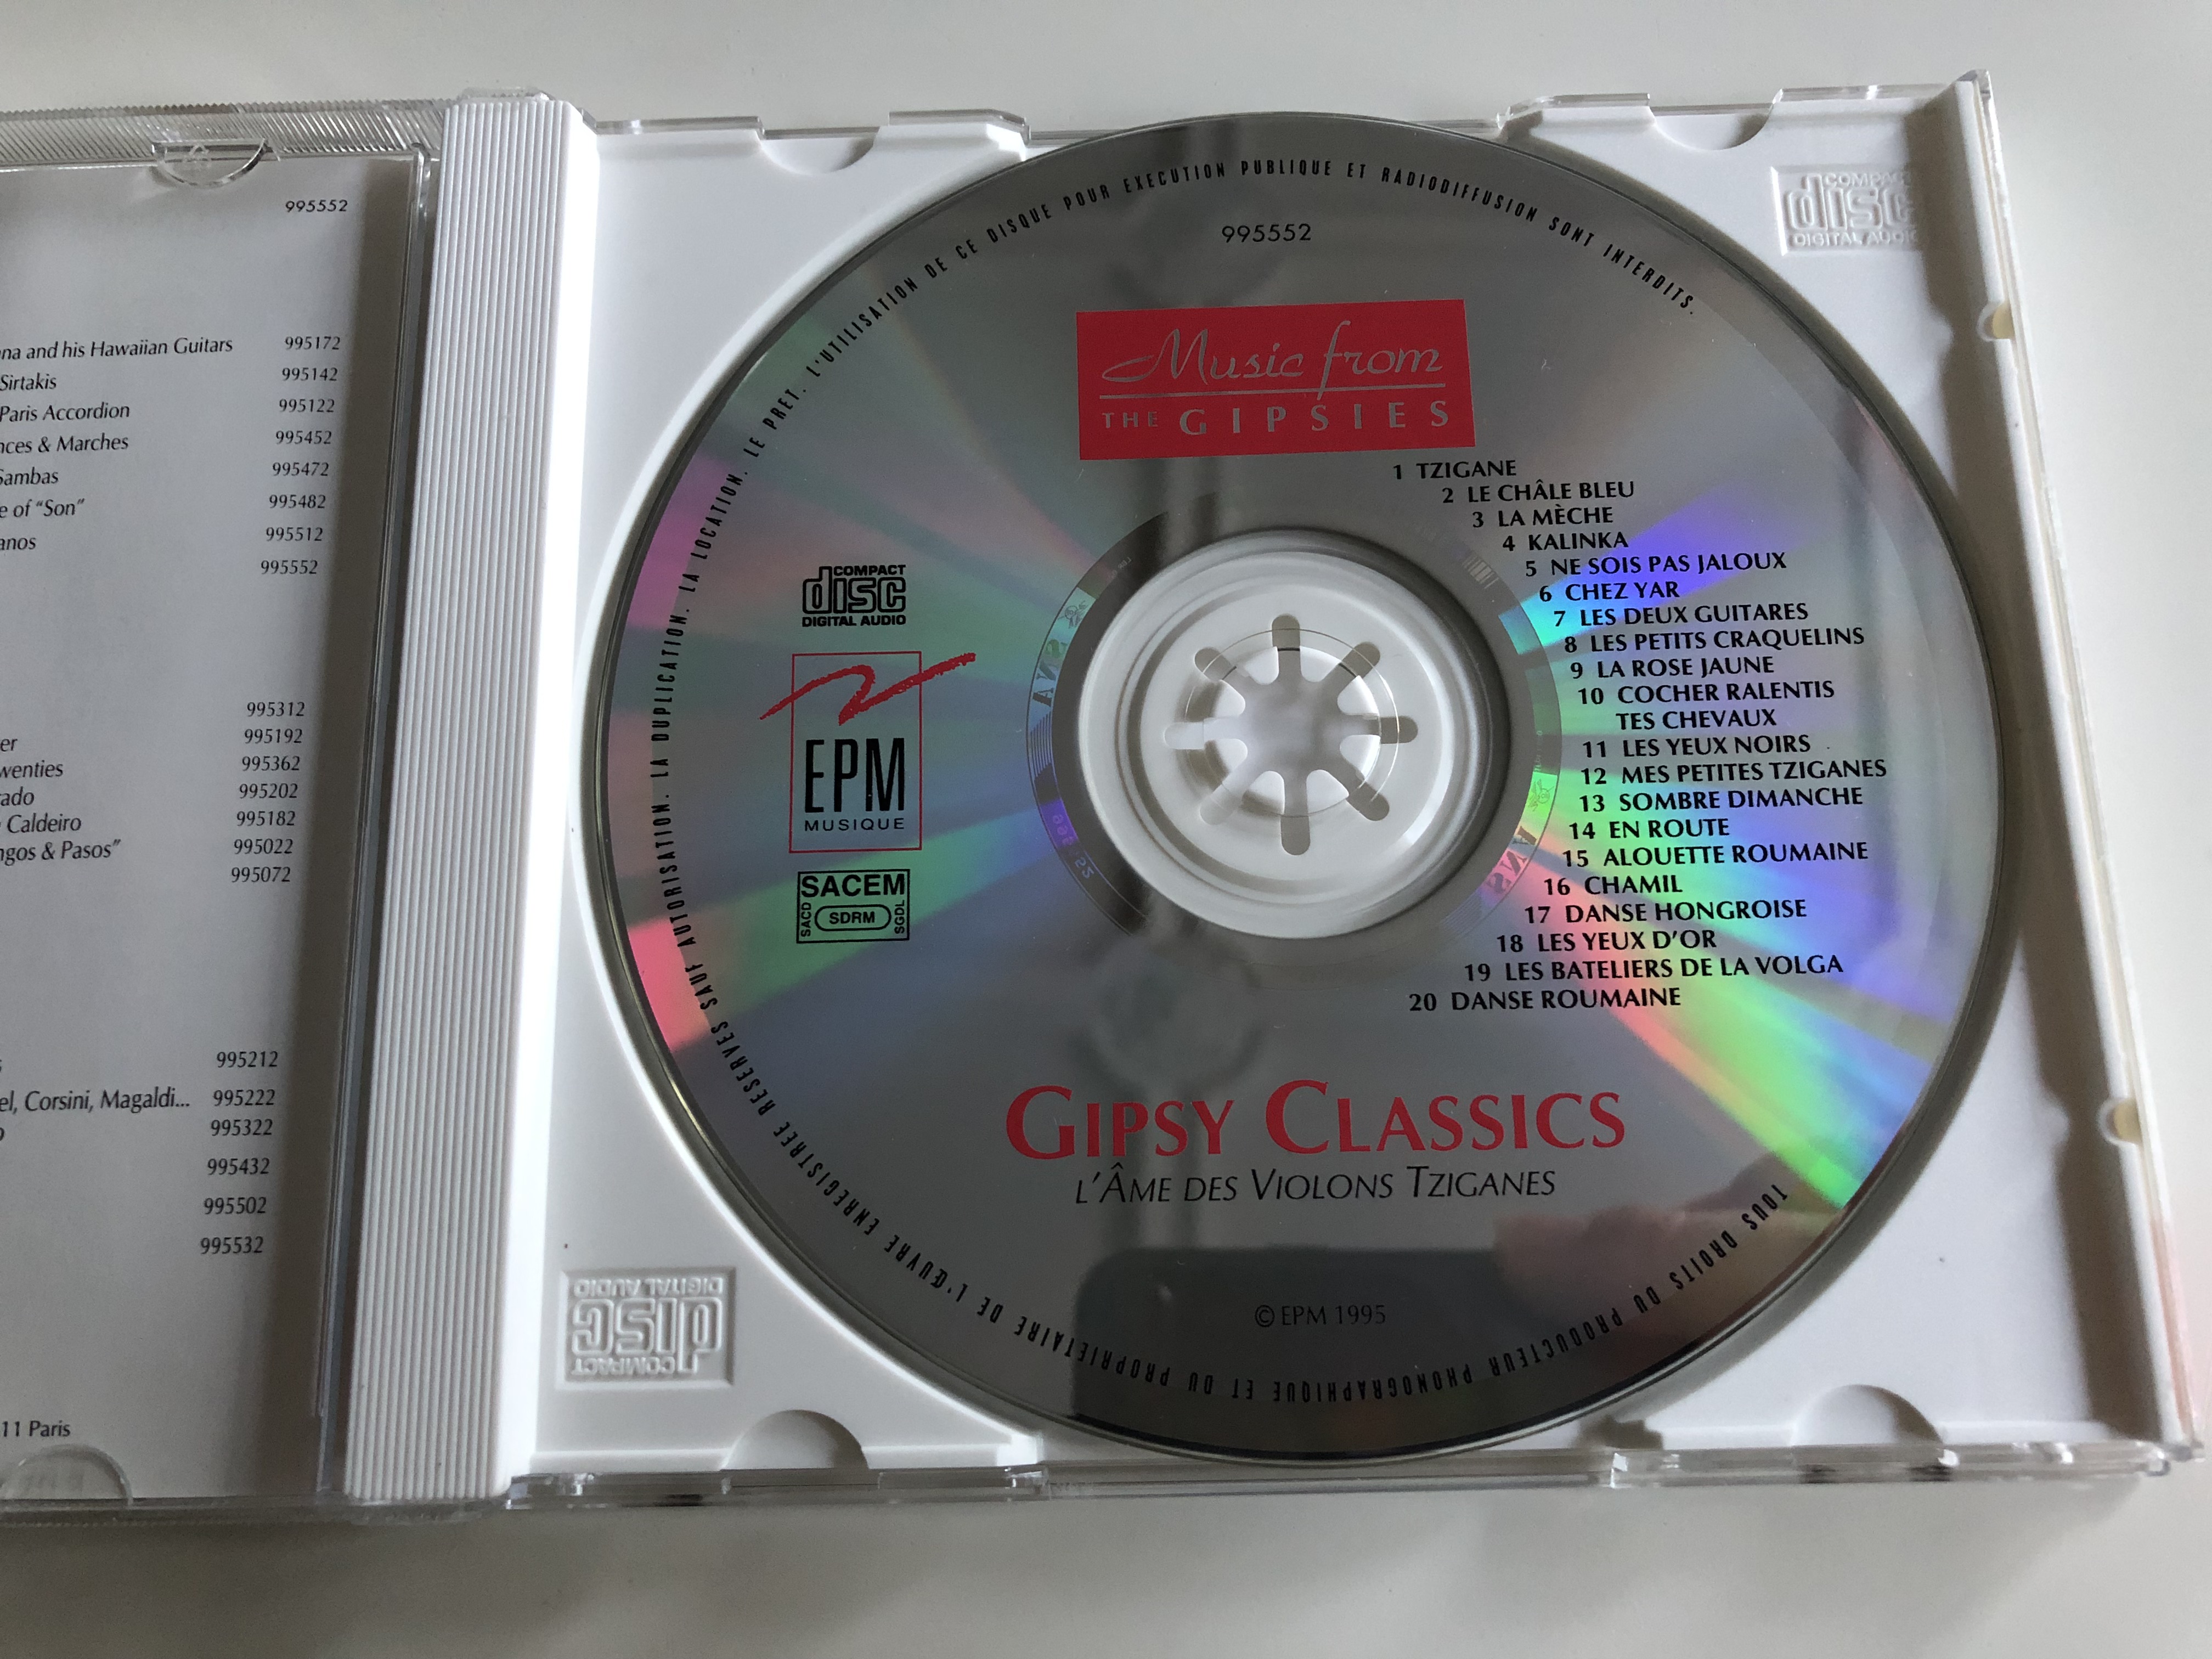 995552
na and his Hawaiian Guitars 995172
Sirtakis 995142
Paris Accordion 995122
nces & Marches 995452
Sambas 995472
e of "Son" 995482
anos 995512
995552
995312
er 995192
wenties 995362
ado 995202
Caldeiro 995182
ngos & Pasos" 995022
995072
995212
el, Corsini, Magaldi... 995222
o 995322
995432
995502
995532
11 Paris
TOUS DROITS DU PRODUCTEUR PHONOGRAPHIQUE ET DU PROPRIETAIRE DE L'ŒUVRE ENREGISTREE RESERVES SAUF AUTORISATION. LA DUPLICATION. LA LOCATION. LE PRET. L'UTILISATION DE CE DISQUE POUR EXECUTION PUBLIQUE ET RADIODIFFUSION SONT INTERDITS.
995552
Music from
THE GIPSIES
1 TZIGANE
2 LE CHÂLE BLEU
3 LA MÈCHE
4 KALINKA
5 NE SOIS PAS JALOUX
6 CHEZ YAR
7 LES DEUX GUITARES
8 LES PETITS CRAQUELINS
9 LA ROSE JAUNE
10 COCHER RALENTIS
TES CHEVAUX
11 LES YEUX NOIRS
12 MES PETITES TZIGANES
13 SOMBRE DIMANCHE
14 EN ROUTE
15 ALOUETTE ROUMAINE
16 CHAMIL
17 DANSE HONGROISE
18 LES YEUX D'OR
19 LES BATELIERS DE LA VOLGA
20 DANSE ROUMAINE
COMPACT
disc
DIGITAL AUDIO
EPM
MUSIQUE
SACEM
SACD
SDRM
SGDL
GIPSY CLASSICS
L'ÂME DES VIOLONS TZIGANES
© EPM 1995
COMPACT
disc
DIGITAL AUDIO
COMPACT
disc
DIGITAL AUDIO